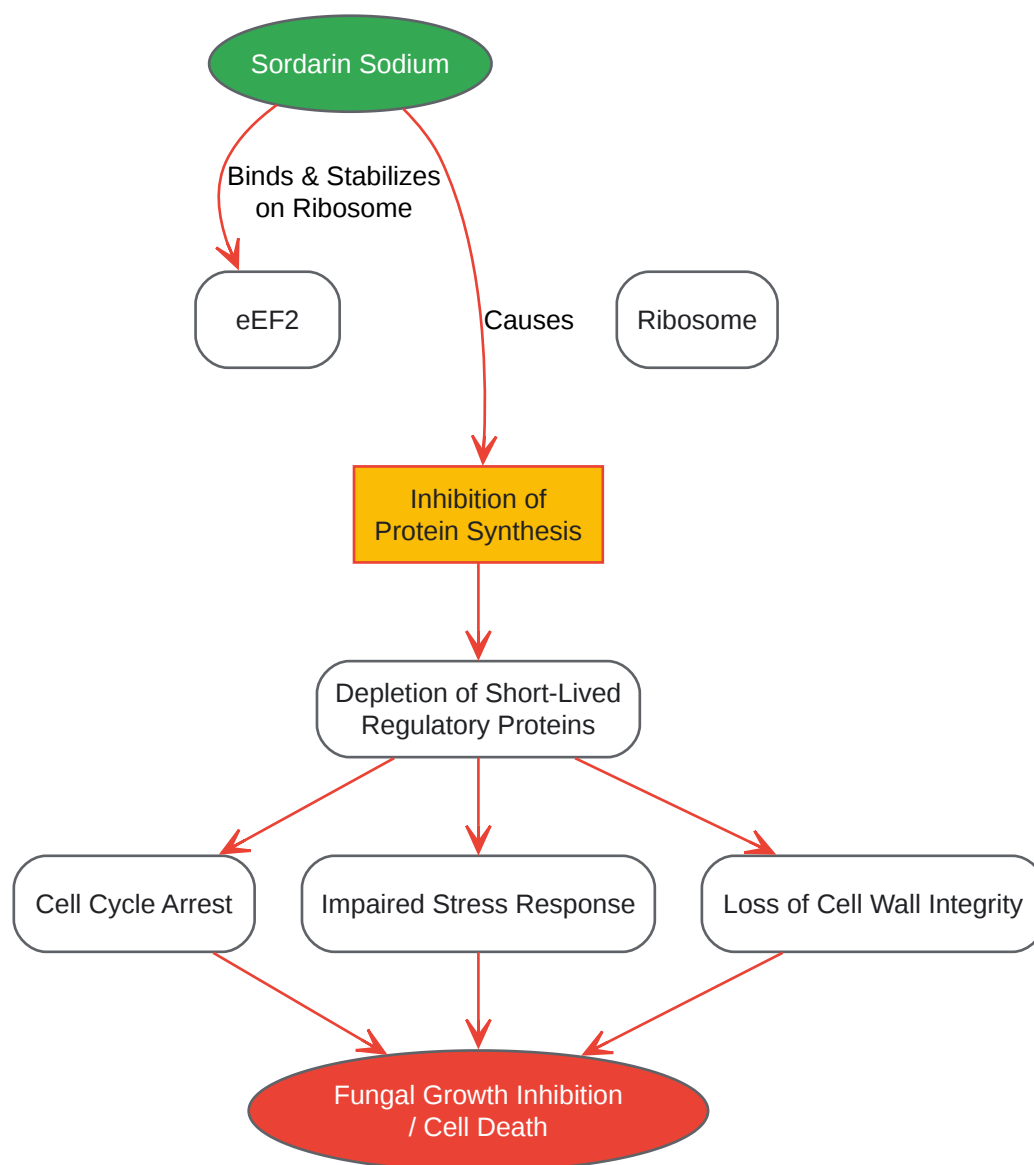 Sordarin Sodium
Binds & Stabilizes
on Ribosome
eEF2
Causes
Ribosome
Inhibition of
Protein Synthesis
Depletion of Short-Lived
Regulatory Proteins
Cell Cycle Arrest
Impaired Stress Response
Loss of Cell Wall Integrity
Fungal Growth Inhibition
/ Cell Death